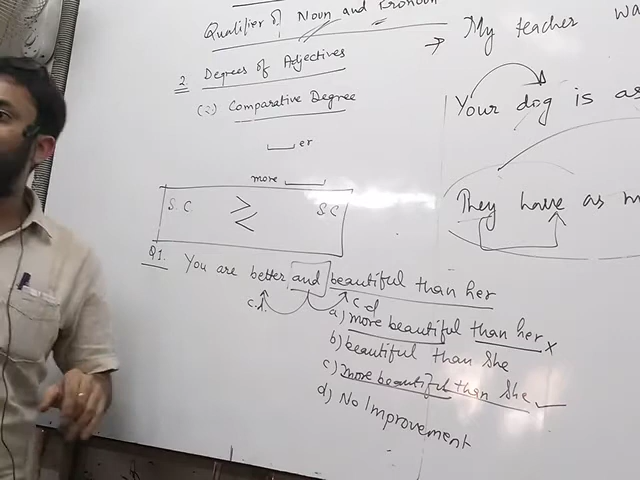 Qualifier of Noun and Pronoun
2 Degrees of Adjectives
(2) Comparative Degree
er
more
S.C > < S.C
Q1. You are better and beautiful than her
c.d. c.d
a) more beautiful than her x
b) beautiful than She
c) more beautiful than She ✓
d) No Improvement
→ My teacher wa
Your dog is as
They have as m